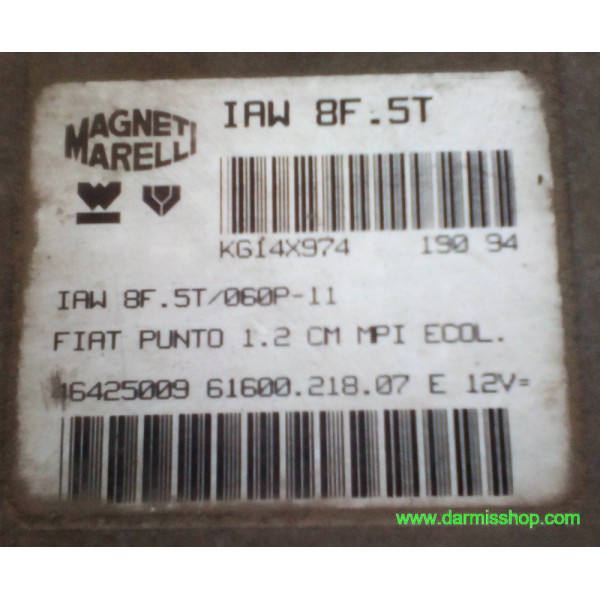 MAGNETI
MARELLI
IAW 8F.5T
KG14X974 190 94
IAW 8F.5T/060P-11
FIAT PUNTO 1.2 CM MPI ECOL.
46425009 61600.218.07 E 12V=
www.darmisshop.com